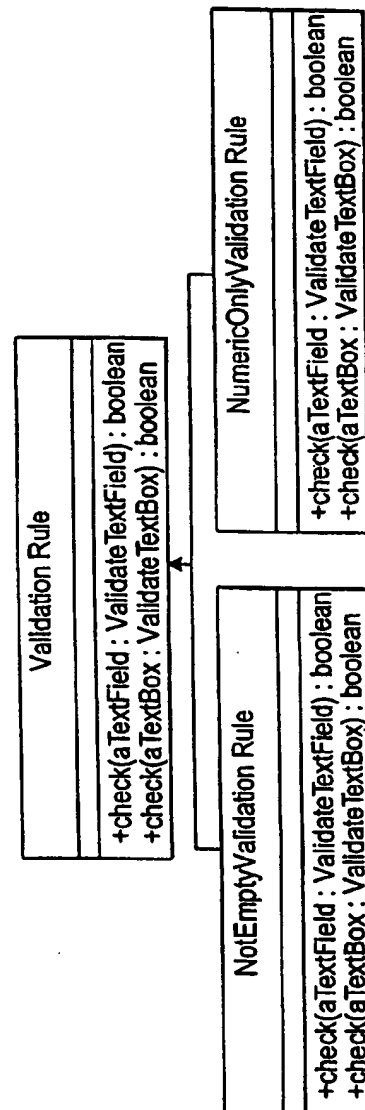 Validation Rule
+check(aTextField : ValidateTextField) : boolean
+check(aTextBox : ValidateTextBox) : boolean
NotEmptyValidation Rule
+check(aTextField : ValidateTextField) : boolean
+check(aTextBox : ValidateTextBox) : boolean
NumericOnlyValidation Rule
+check(aTextField : ValidateTextField) : boolean
+check(aTextBox : ValidateTextBox) : boolean